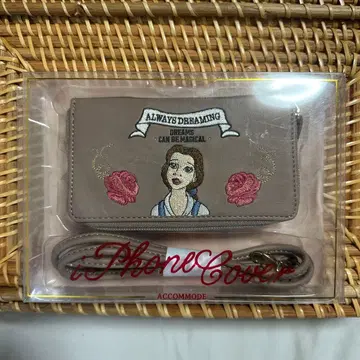 ALWAYS DREAMING
DREAMS
CAN BE MAGICAL
iPhone Cover
ACCOMMODE